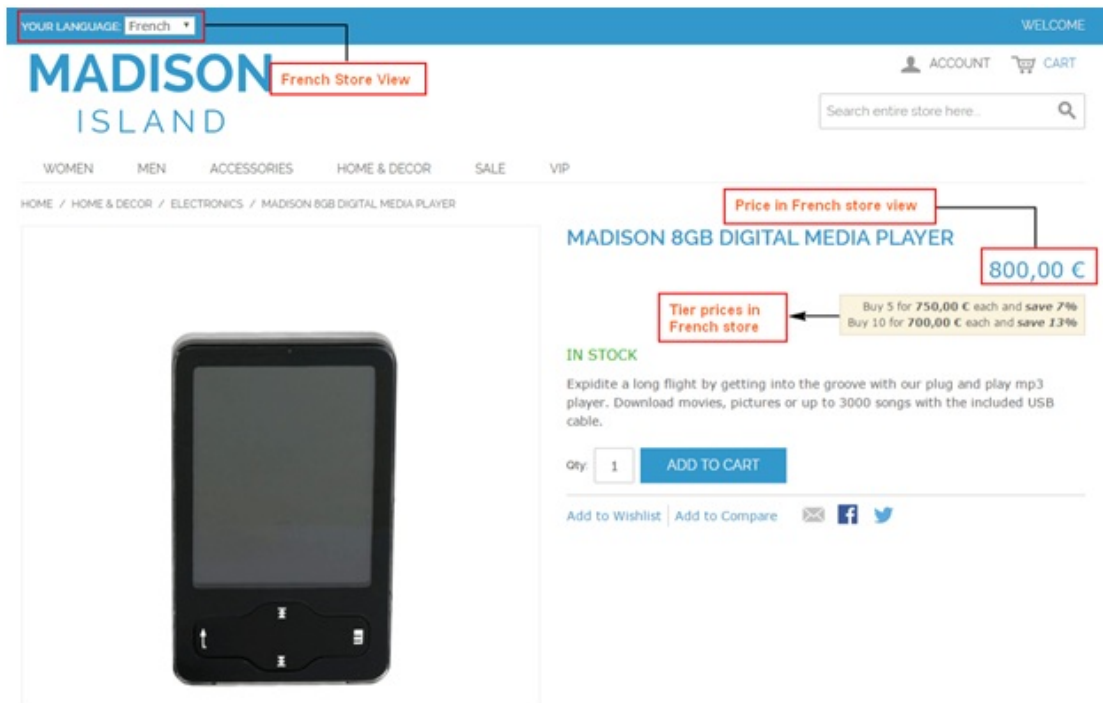 YOUR LANGUAGE: French
WELCOME
MADISON
ISLAND
French Store View
ACCOUNT
CART
Search entire store here...
WOMEN MEN ACCESSORIES HOME & DECOR SALE VIP
HOME / HOME & DECOR / ELECTRONICS / MADISON 8GB DIGITAL MEDIA PLAYER
Price in French store view
MADISON 8GB DIGITAL MEDIA PLAYER
800,00 €
Tier prices in
French store
Buy 5 for 750,00 € each and save 7%
Buy 10 for 700,00 € each and save 13%
IN STOCK
Expidite a long flight by getting into the groove with our plug and play mp3
player. Download movies, pictures or up to 3000 songs with the included USB
cable.
Qty: 1 ADD TO CART
Add to Wishlist Add to Compare